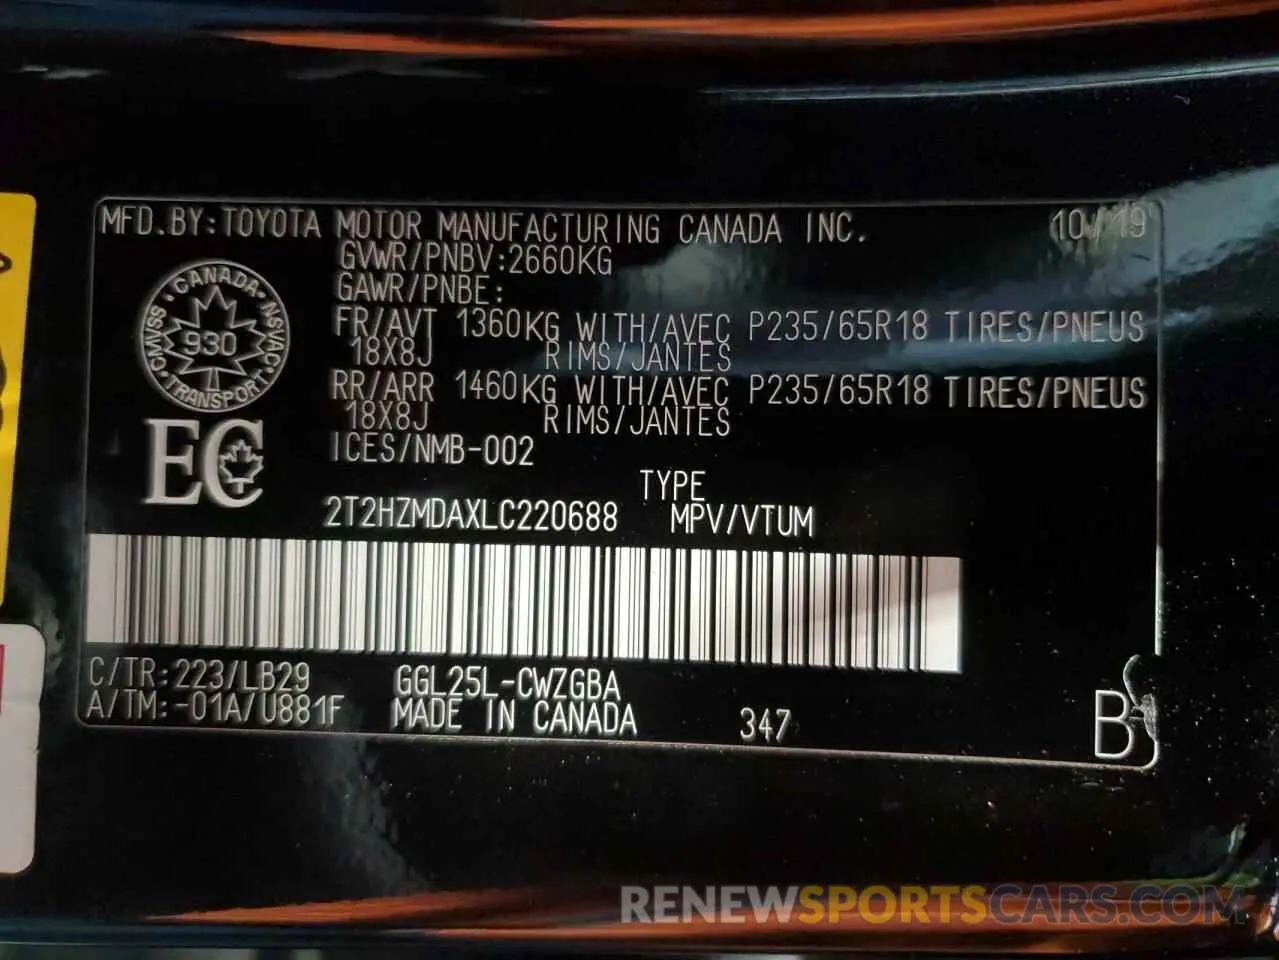 MFD.BY:TOYOTA MOTOR MANUFACTURING CANADA INC. 10/19
GVWR/PNBV:2660KG
GAWR/PNBE:
FR/AVT 1360KG WITH/AVEC P235/65R18 TIRES/PNEUS
18X8J RIMS/JANTES
RR/ARR 1460KG WITH/AVEC P235/65R18 TIRES/PNEUS
18X8J RIMS/JANTES
ICES/NMB-002
CANADA
NSVAC
930
TRANSPORT
EC
TYPE
2T2HZMDAXLC220688 MPV/VTUM
C/TR:223/LB29 GGL25L-CWZGBA
A/TM:-01A/U881F MADE IN CANADA 347 B
RENEWSPORTSCARS.COM